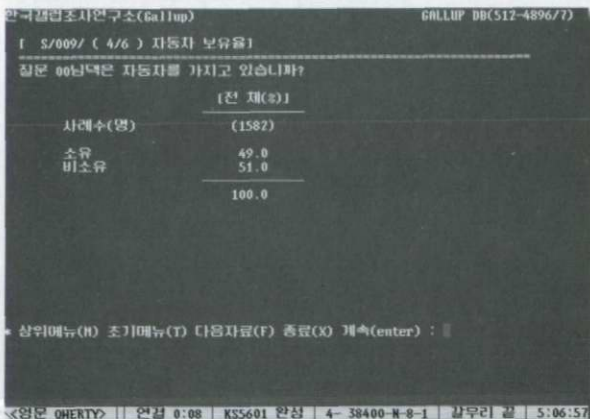 한국갤럽조사연구소(Gallup) GALLUP DB(512-4896/7)
[ S/009/ ( 4/6 ) 자동차 보유율]
질문 00님댁은 자동차를 가지고 있습니까?
[전 체(%)]
사례수(명) (1582)
소유 49.0
비소유 51.0
100.0
* 상위메뉴(M) 초기메뉴(T) 다음자료(F) 종료(X) 계속(enter) :
<영문 QWERTY> 연결 0:08 KS5601 완성 4- 38400-N-8-1 갈무리 끝 5:06:57